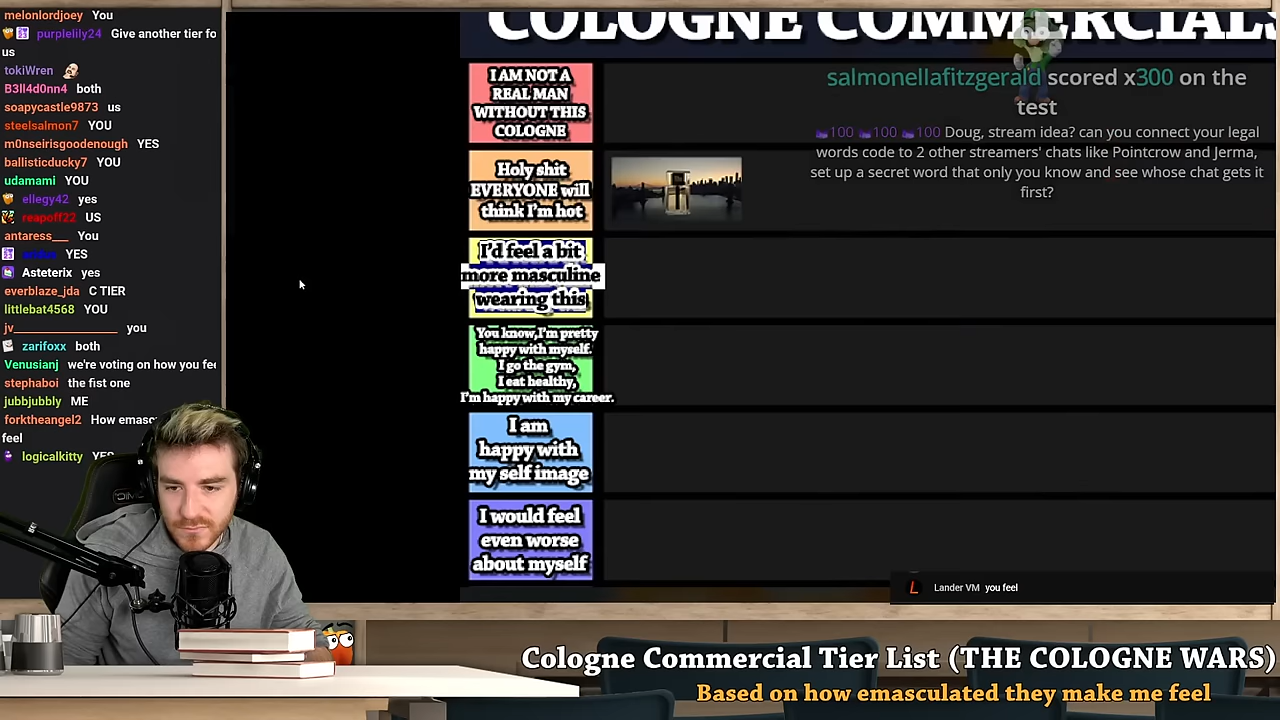 melonlordjoey You
purplelily24 Give another tier fo
us
tokiWren
B3ll4d0nn4 both
soapycastle9873 us
steelsalmon7 YOU
m0nseirisgoodenough YES
ballisticducky7 YOU
udamami YOU
ellegy42 yes
reapoff22 US
antaress___ You
YES
Asteterix yes
everblaze_jda C TIER
littlebat4568 YOU
you
zarifoxx both
Venusianj we're voting on how you fee
stephaboi the fist one
jubbjubbly ME
forktheangel2 How emasc
feel
logicalkitty YES
COLOGNE COMMERCIALS
I AM NOT A
REAL MAN
WITHOUT THIS
COLOGNE
Holy shit
EVERYONE will
think I'm hot
I'd feel a bit
more masculine
wearing this
You know,I'm pretty
happy with myself.
I go the gym,
I eat healthy,
I'm happy with my career.
I am
happy with
my self image
I would feel
even worse
about myself
salmonellafitzgerald scored x300 on the
test
100 100 100 Doug, stream idea? can you connect your legal
words code to 2 other streamers' chats like Pointcrow and Jerma,
set up a secret word that only you know and see whose chat gets it
first?
L Lander VM you feel
Cologne Commercial Tier List (THE COLOGNE WARS)
Based on how emasculated they make me feel